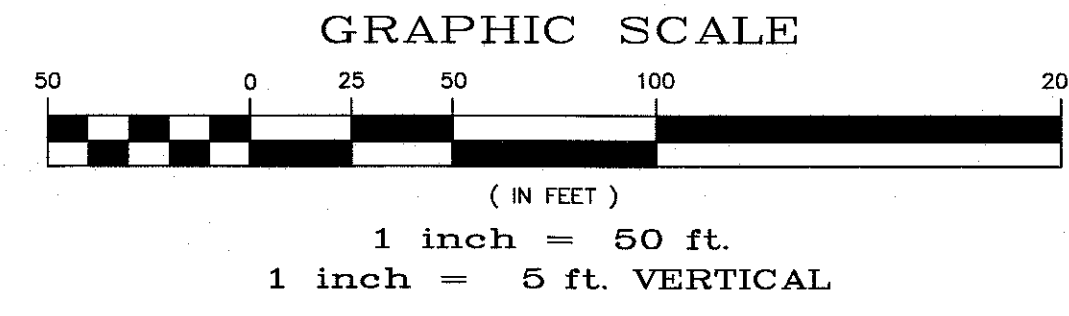 GRAPHIC SCALE
50 0 25 50 100 20
( IN FEET )
1 inch = 50 ft.
1 inch = 5 ft. VERTICAL